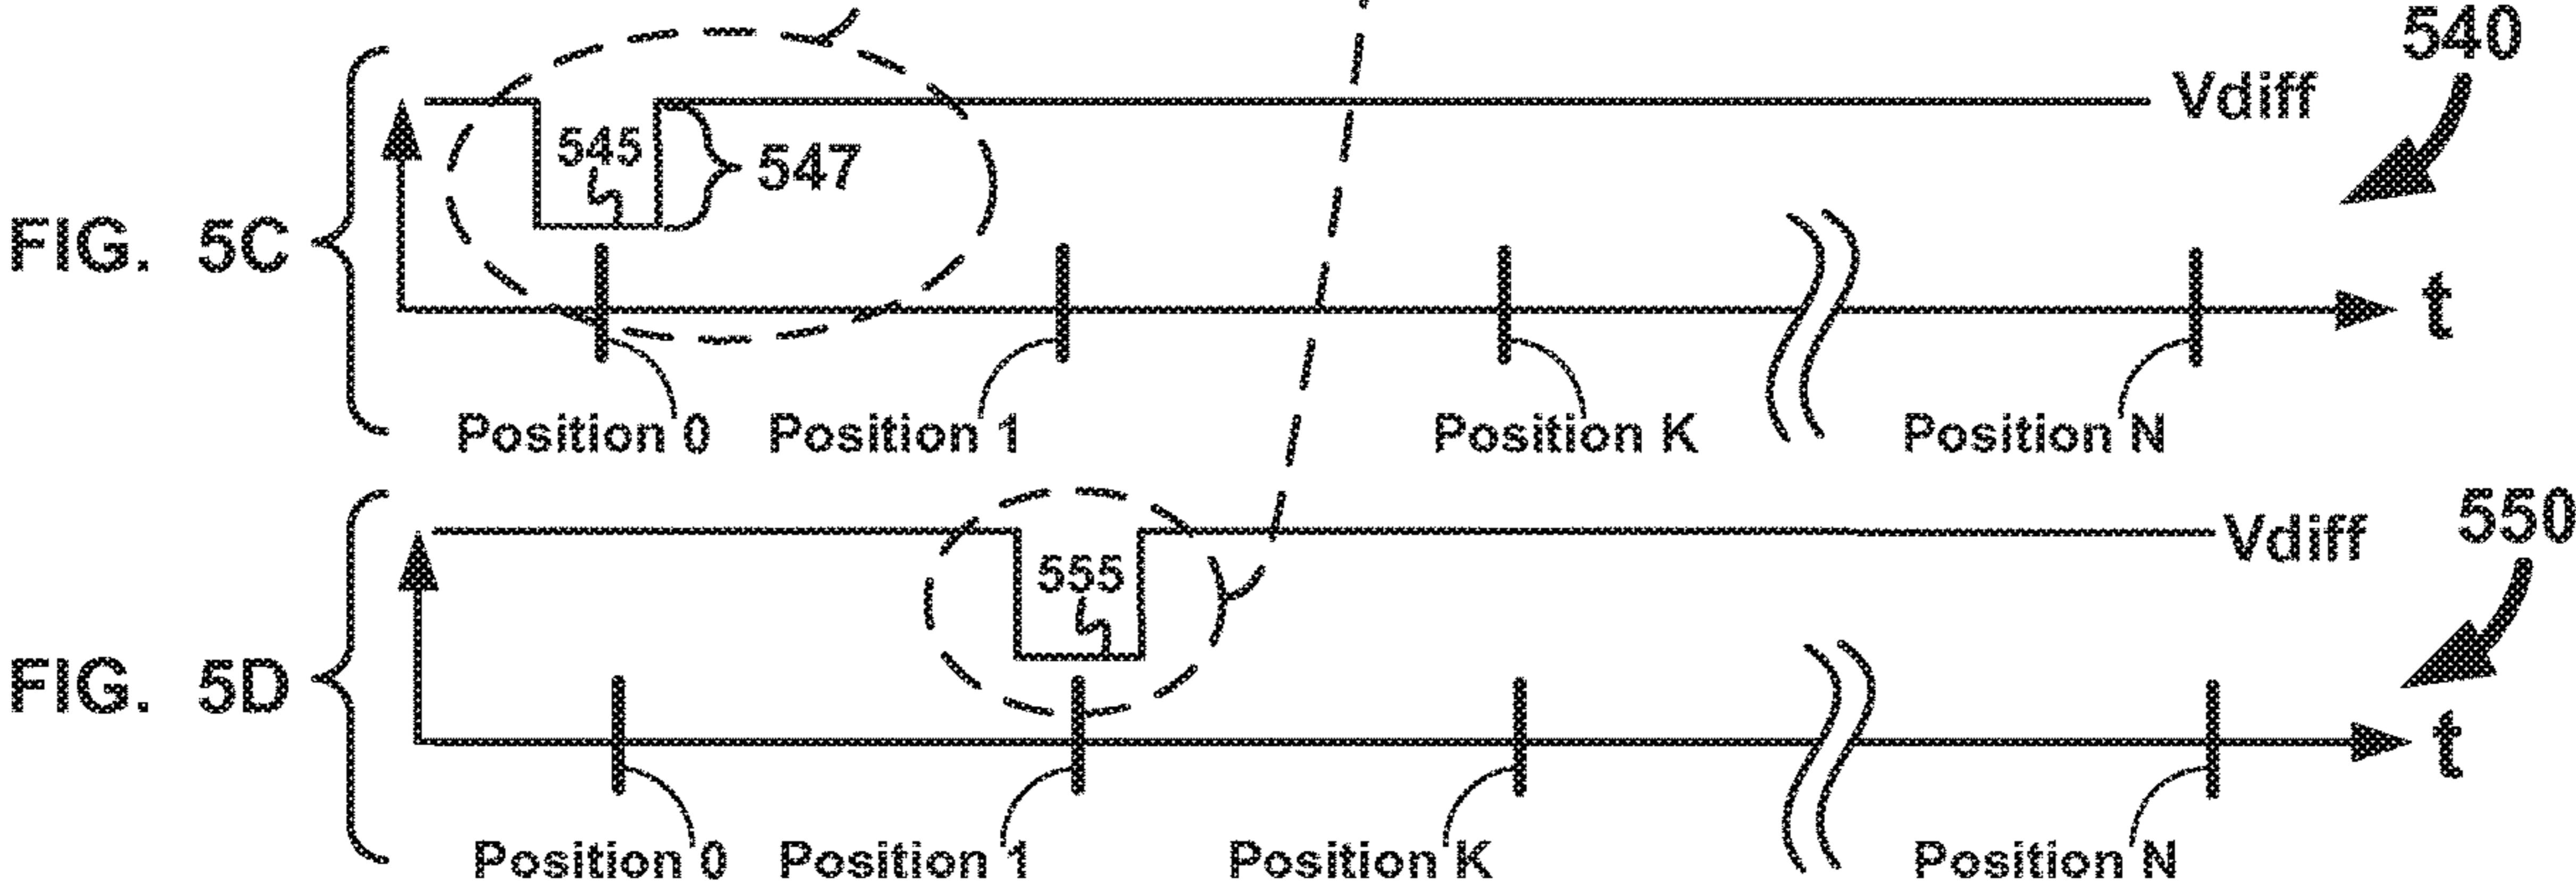 540
Vdiff
545
547
FIG. 5C
t
Position 0 Position 1 Position K Position N
550
Vdiff
555
FIG. 5D
t
Position 0 Position 1 Position K Position N